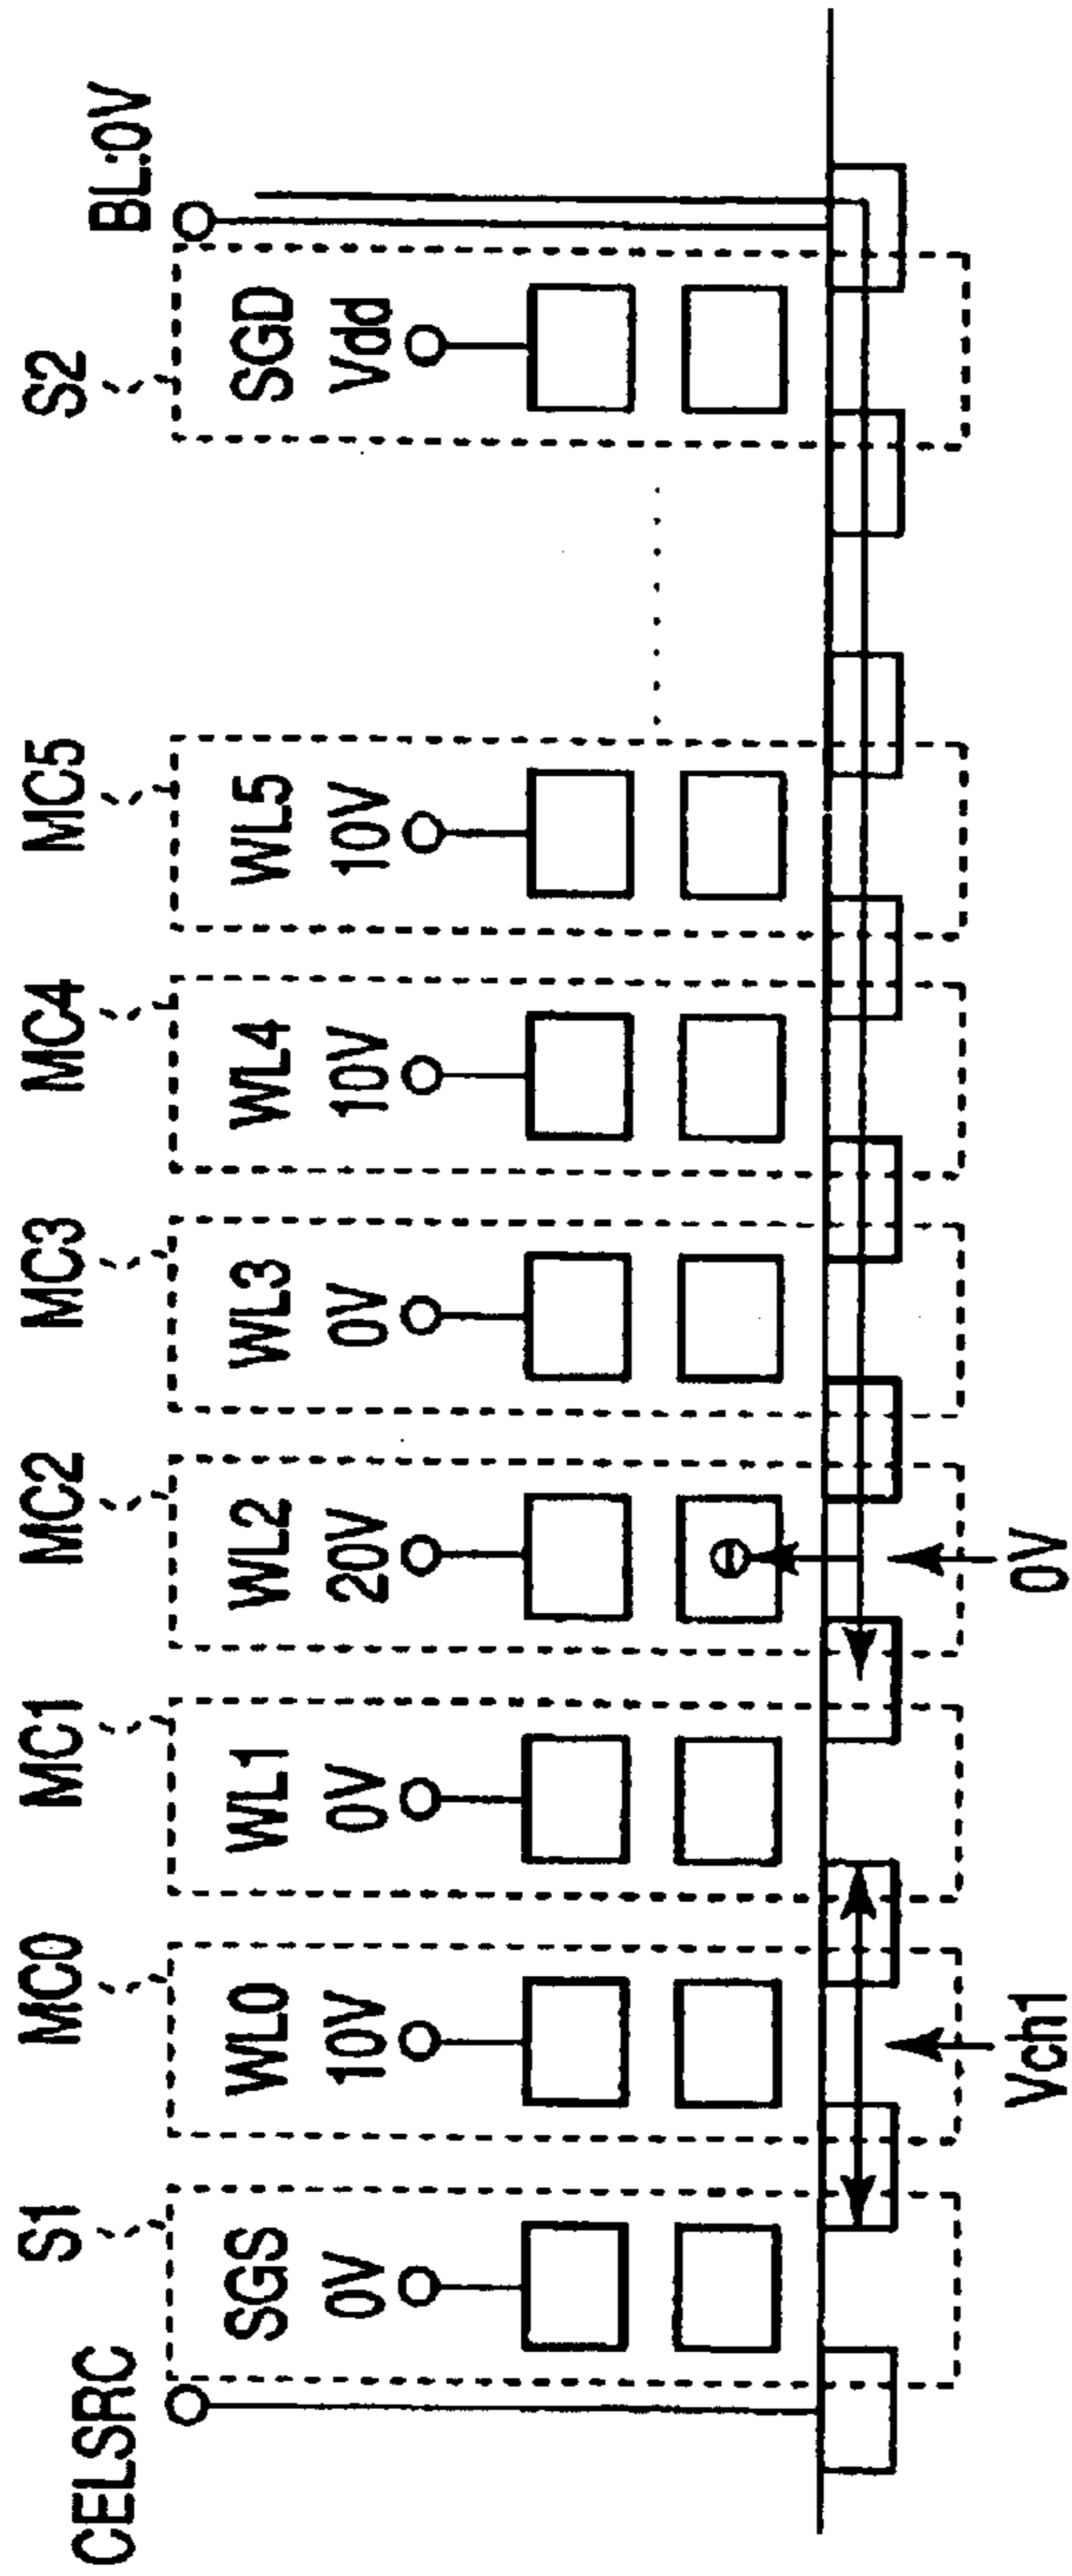 CELSRC S1 MC0 MC1 MC2 MC3 MC4 MC5 S2 BL:0V
SGS WL0 WL1 WL2 WL3 WL4 WL5 SGD
0V 10V 0V 20V 0V 10V 10V Vdd
Vch1 0V